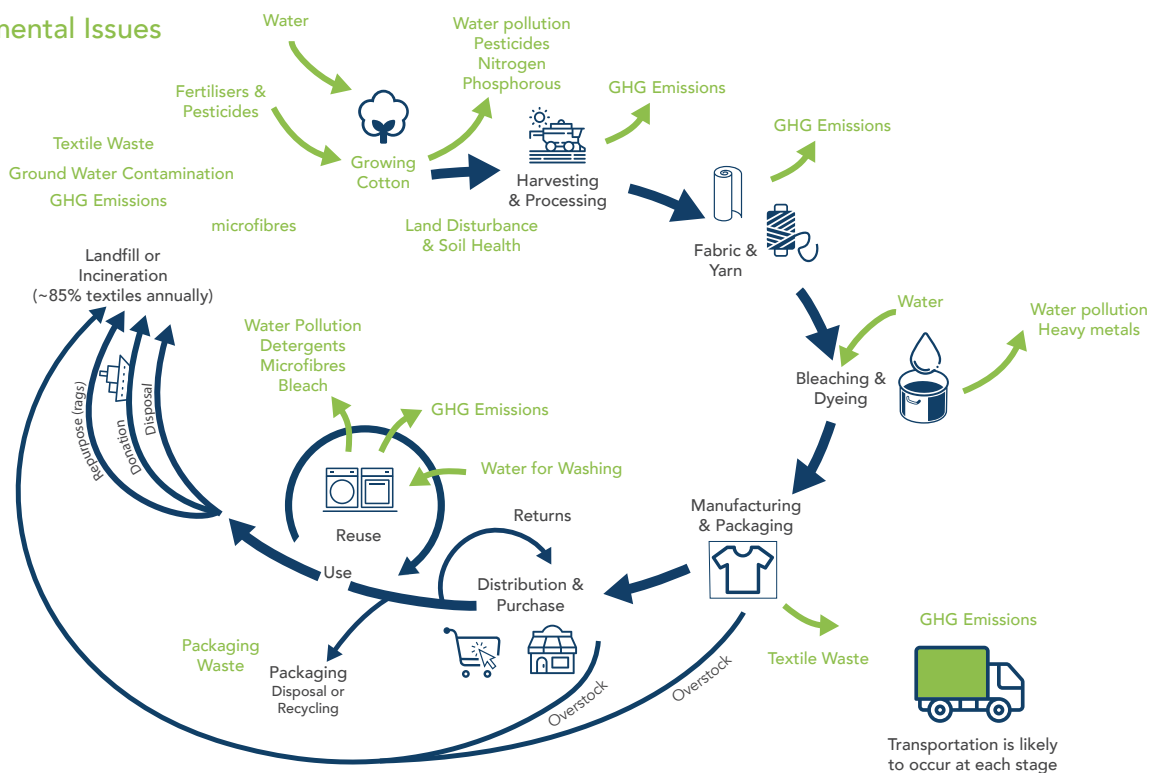 mental Issues
Water
Water pollution
Pesticides
Nitrogen
Phosphorous
Fertilisers &
Pesticides
GHG Emissions
GHG Emissions
Textile Waste
Ground Water Contamination
GHG Emissions
microfibres
Growing
Cotton
Harvesting
& Processing
Land Disturbance
& Soil Health
Fabric &
Yarn
Landfill or
Incineration
(~85% textiles annually)
Water
Water pollution
Heavy metals
Water Pollution
Detergents
Microfibres
Bleach
Bleaching &
Dyeing
GHG Emissions
Repurpose (rags)
Donation
Disposal
Water for Washing
Reuse
Returns
Manufacturing
& Packaging
Use
Distribution &
Purchase
Packaging
Waste
Packaging
Disposal or
Recycling
Overstock
Overstock
Textile Waste
GHG Emissions
Transportation is likely
to occur at each stage